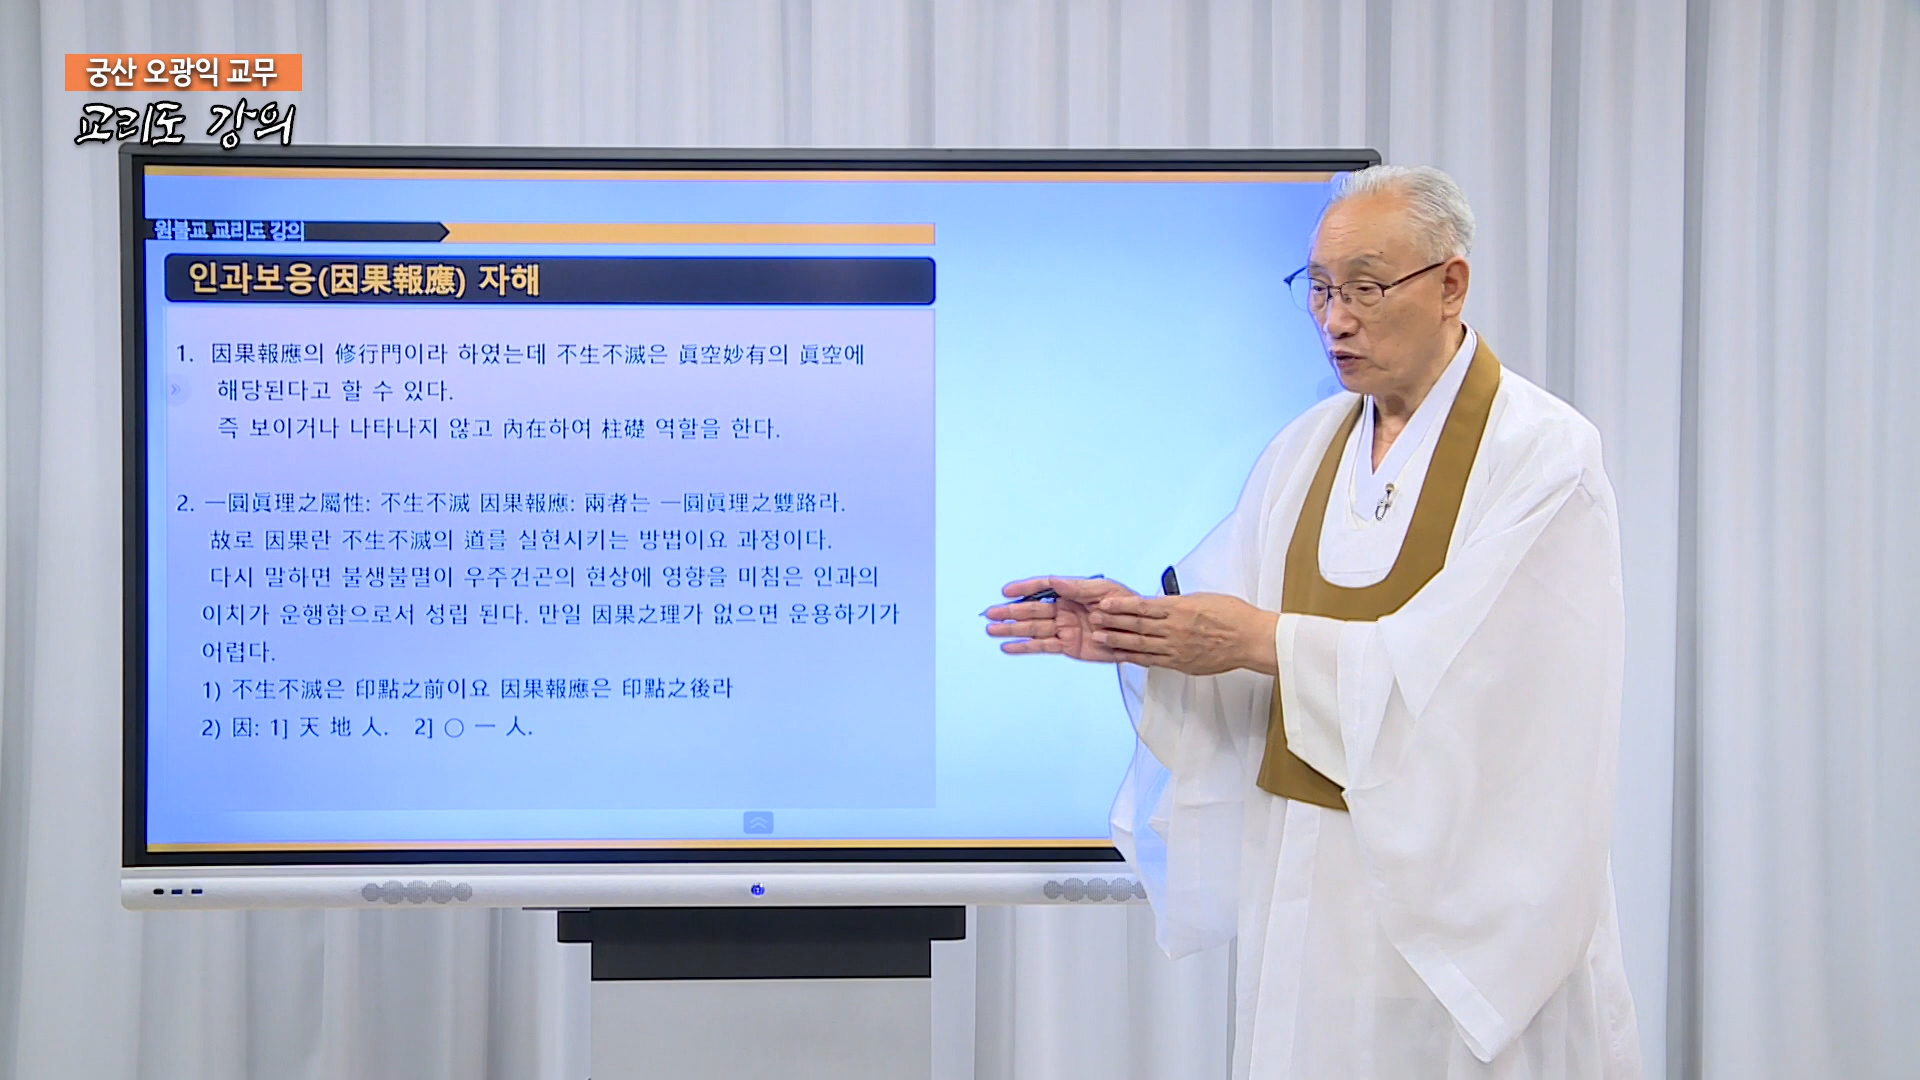 궁산 오광익 교무
교리도 강의
원불교 교리도 강의
인과보응(因果報應) 자해
1. 因果報應의 修行門이라 하였는데 不生不滅은 眞空妙有의 眞空에
해당된다고 할 수 있다.
즉 보이거나 나타나지 않고 內在하여 柱礎 역할을 한다.
2. 一圓眞理之屬性: 不生不滅 因果報應: 兩者는 一圓眞理之雙路라.
故로 因果란 不生不滅의 道를 실현시키는 방법이요 과정이다.
다시 말하면 불생불멸이 우주건곤의 현상에 영향을 미침은 인과의
이치가 운행함으로서 성립 된다. 만일 因果之理가 없으면 운용하기가
어렵다.
1) 不生不滅은 印點之前이요 因果報應은 印點之後라
2) 因: 1] 天 地 人. 2] ○ 一 人.